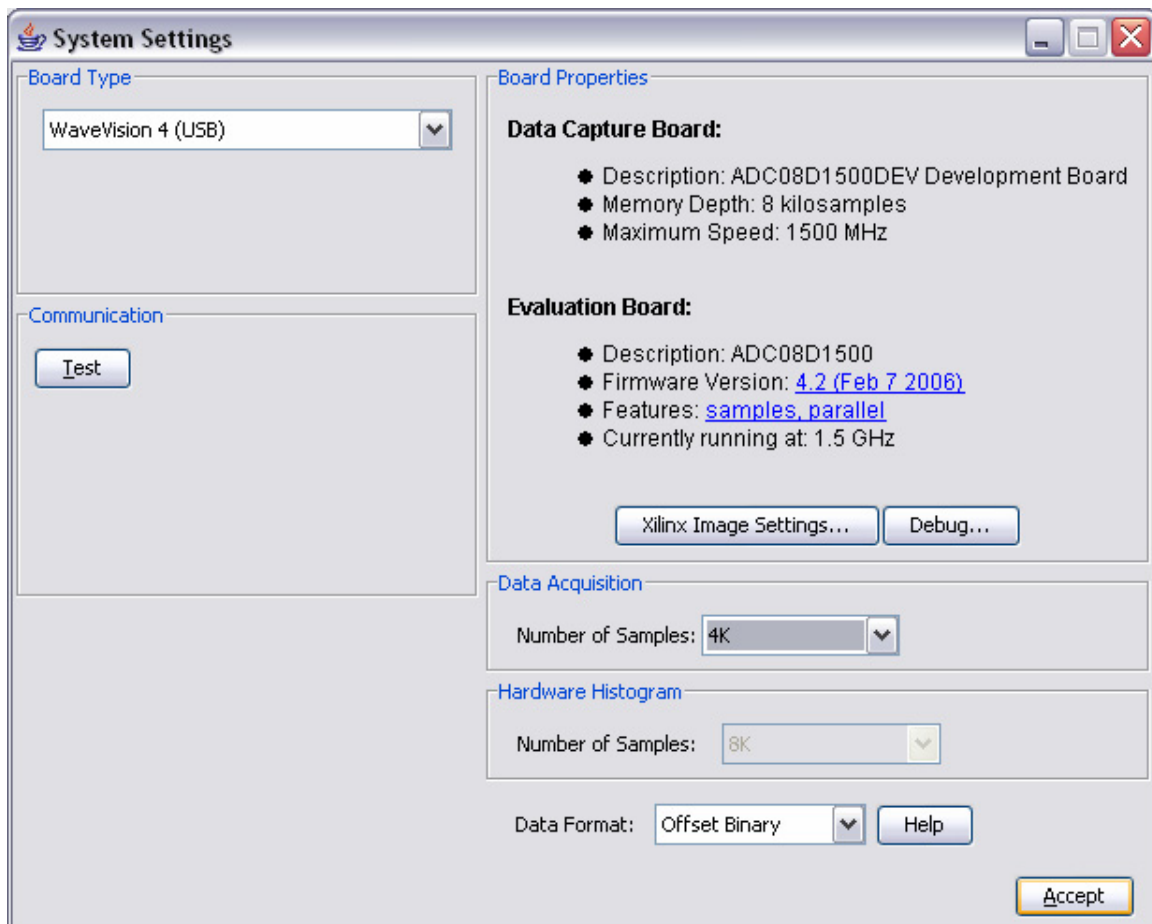 System Settings
Board Type
WaveVision 4 (USB)
Communication
Test
Board Properties
Data Capture Board:
● Description: ADC08D1500DEV Development Board
● Memory Depth: 8 kilosamples
● Maximum Speed: 1500 MHz
Evaluation Board:
● Description: ADC08D1500
● Firmware Version: 4.2 (Feb 7 2006)
● Features: samples, parallel
● Currently running at: 1.5 GHz
Xilinx Image Settings... Debug...
Data Acquisition
Number of Samples: 4K
Hardware Histogram
Number of Samples: 8K
Data Format: Offset Binary Help
Accept